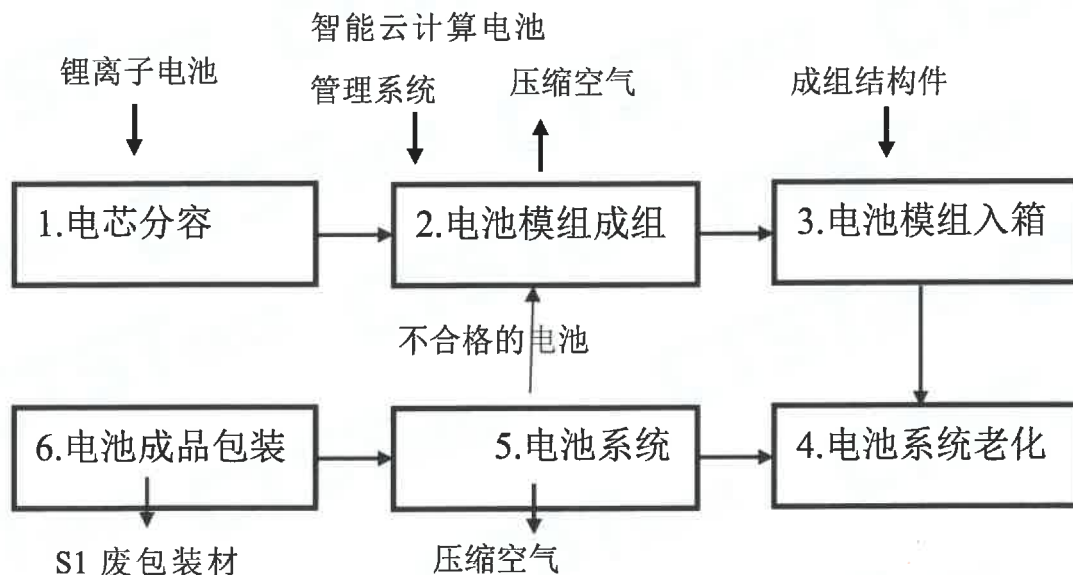 智能云计算电池
锂离子电池
管理系统
压缩空气
成组结构件
1.电芯分容
2.电池模组成组
3.电池模组入箱
不合格的电池
6.电池成品包装
5.电池系统
4.电池系统老化
S1 废包装材
压缩空气